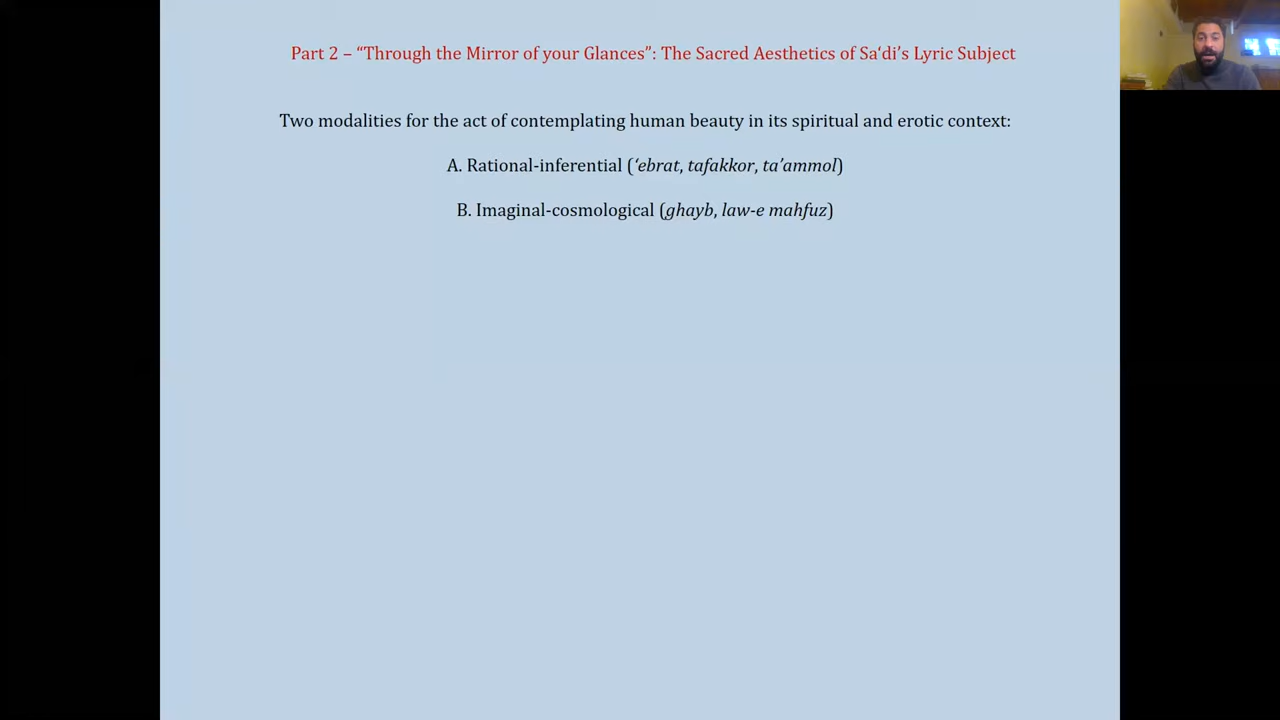 Part 2 – “Through the Mirror of your Glances”: The Sacred Aesthetics of Sa‘di’s Lyric Subject
Two modalities for the act of contemplating human beauty in its spiritual and erotic context:
A. Rational-inferential (‘ebrat, tafakkor, ta’ammol)
B. Imaginal-cosmological (ghayb, law-e mahfuz)